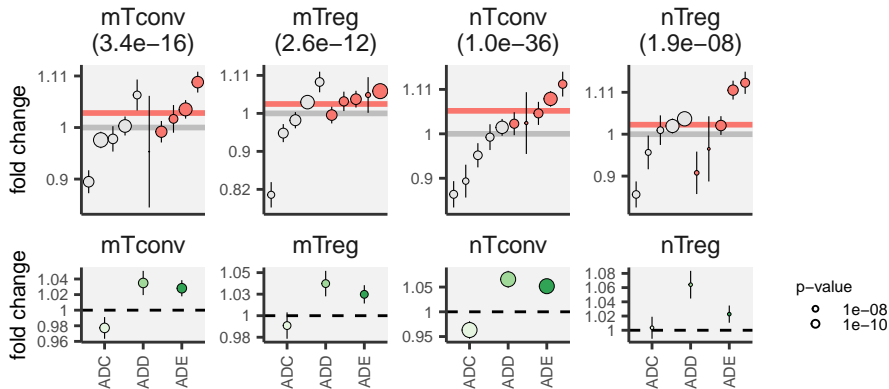 mTconv
(3.4e−16)
mTreg
(2.6e−12)
nTconv
(1.0e−36)
nTreg
(1.9e−08)
fold change
1.11
1
0.9
1.11
1
0.9
0.82
1.11
1
0.9
1.11
1
0.9
mTconv
mTreg
nTconv
nTreg
fold change
1.04
1.02
1
0.98
0.96
1.05
1.03
1
0.98
1.05
1
0.95
1.08
1.06
1.04
1.02
1
ADC
ADD
ADE
ADC
ADD
ADE
ADC
ADD
ADE
ADC
ADD
ADE
p−value
1e−08
1e−10